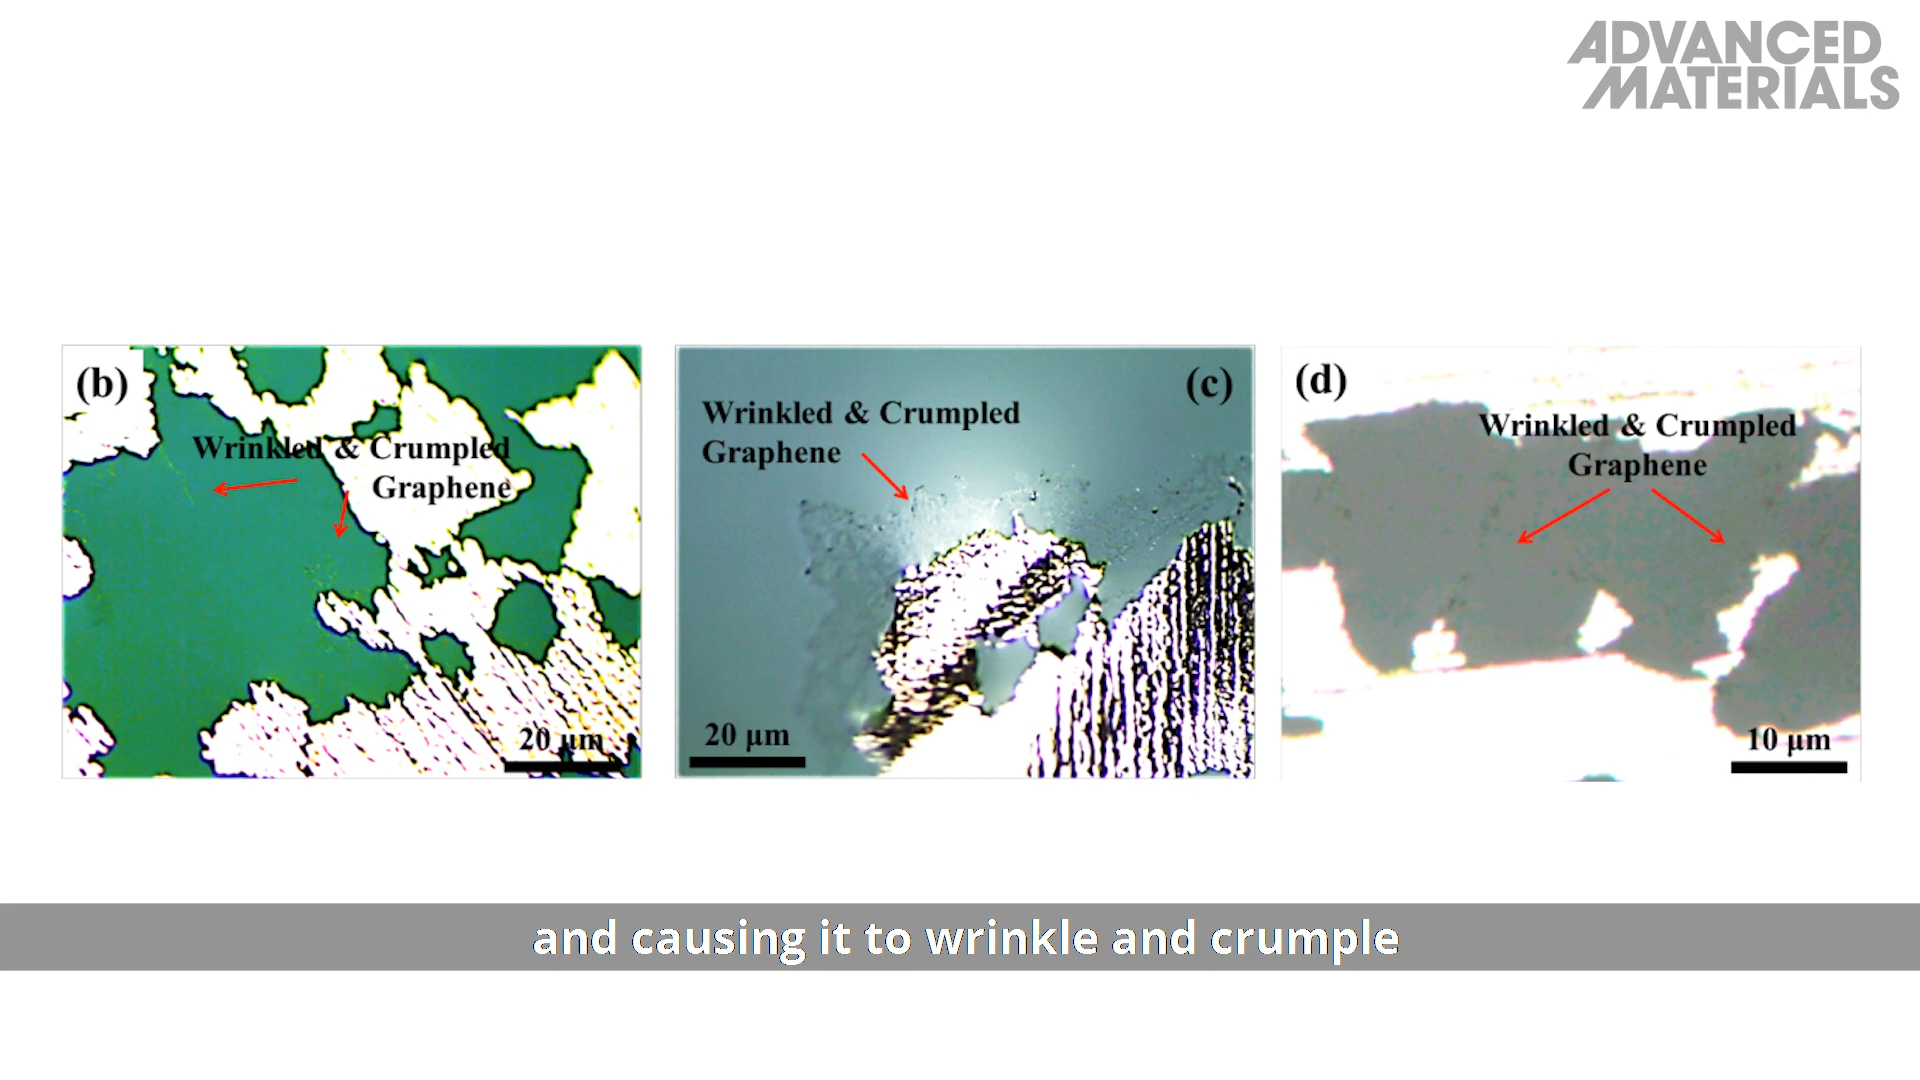 ADVANCED
MATERIALS
(b)
Wrinkled & Crumpled
Graphene
20 μm
(c)
Wrinkled & Crumpled
Graphene
20 μm
(d)
Wrinkled & Crumpled
Graphene
10 μm
and causing it to wrinkle and crumple